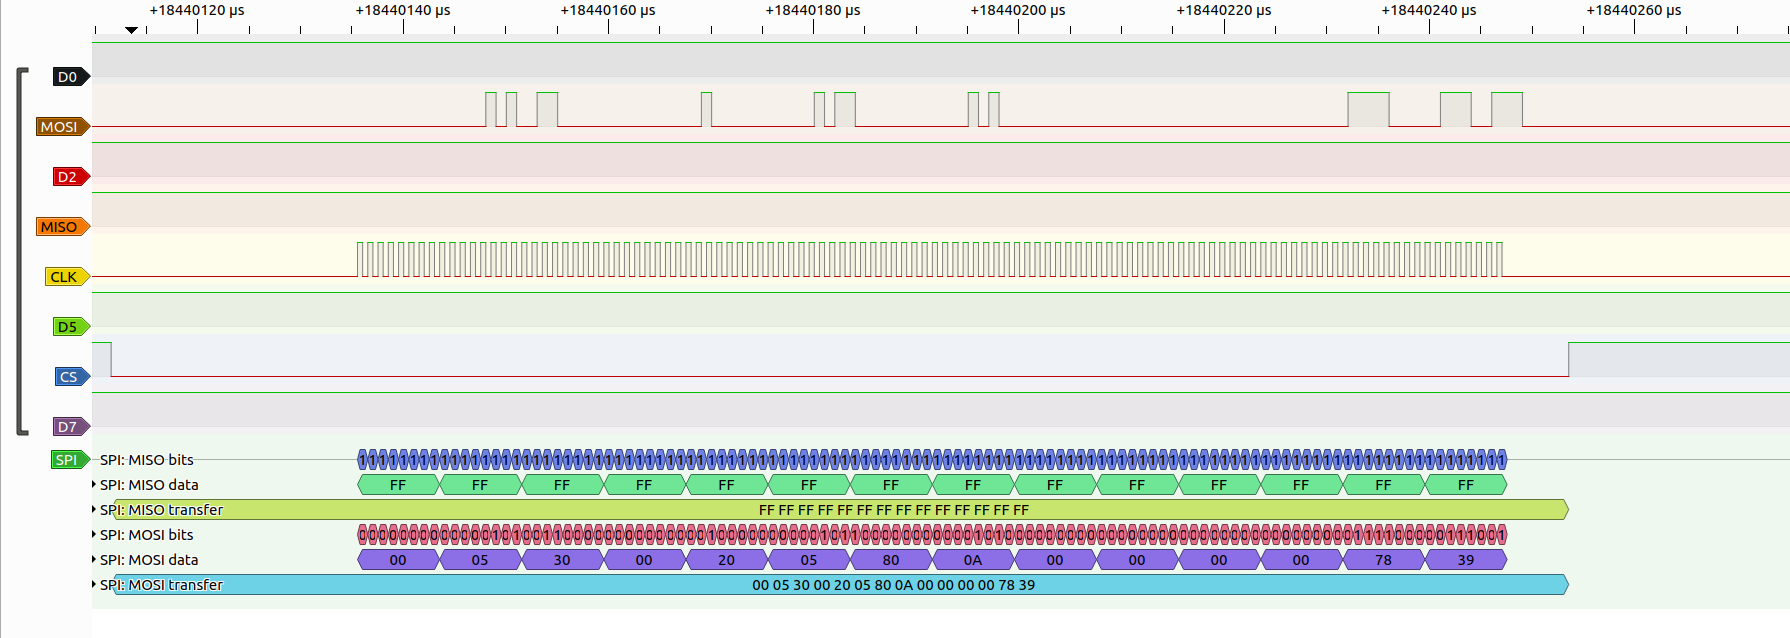 +18440120 µs +18440140 µs +18440160 µs +18440180 µs +18440200 µs +18440220 µs +18440240 µs +18440260 µs
D0
MOSI
D2
MISO
CLK
D5
CS
D7
SPI SPI: MISO bits 1111111111111111111111111111111111111111111111111111111111111111111111111111111111111111111111111111111111111111
SPI: MISO data FF FF FF FF FF FF FF FF FF FF FF FF FF FF
SPI: MISO transfer FF FF FF FF FF FF FF FF FF FF FF FF FF FF
SPI: MOSI bits 0000000000000101001100000000000000100000000001011000000000001010000000000000000000000000000000000111100000111001
SPI: MOSI data 00 05 30 00 20 05 80 0A 00 00 00 00 78 39
SPI: MOSI transfer 00 05 30 00 20 05 80 0A 00 00 00 00 78 39